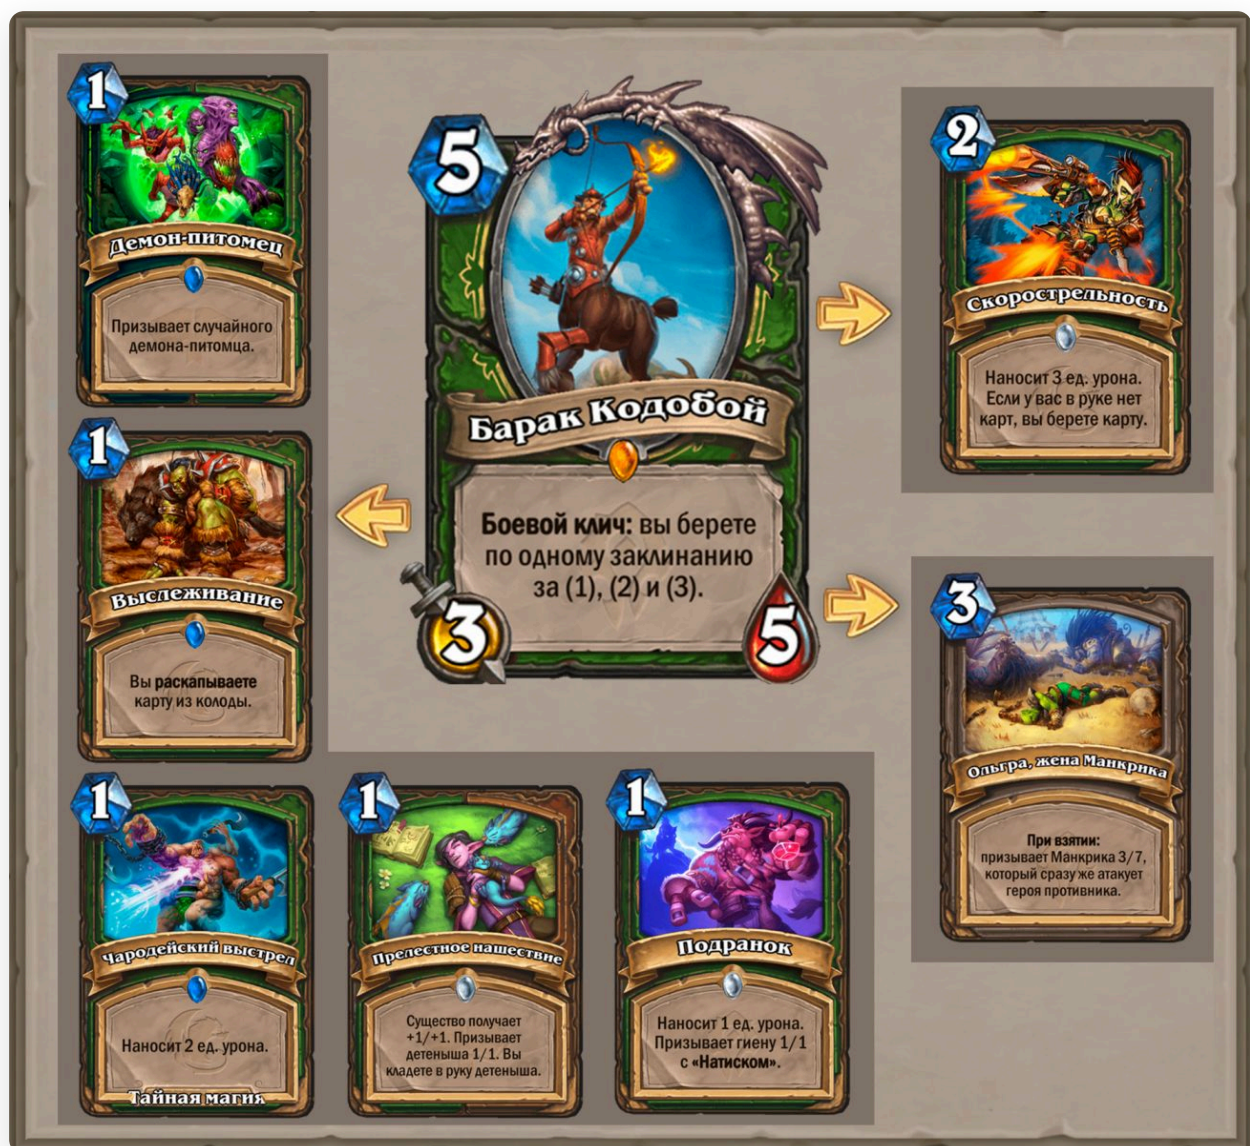 1
Демон-питомец
Призывает случайного
демона-питомца.
1
Выслеживание
Вы раскапываете
карту из колоды.
1
Чародейский выстрел
Наносит 2 ед. урона.
Тайная магия
1
Прелестное нашествие
Существо получает
+1/+1. Призывает
детеныша 1/1. Вы
кладете в руку детеныша.
1
Подранок
Наносит 1 ед. урона.
Призывает гиену 1/1
с «Натиском».
5
Барак Кодобой
Боевой клич: вы берете
по одному заклинанию
за (1), (2) и (3).
3
5
2
Скорострельность
Наносит 3 ед. урона.
Если у вас в руке нет
карт, вы берете карту.
3
Ольгра, жена Манкрика
При взятии:
призывает Манкрика 3/7,
который сразу же атакует
героя противника.